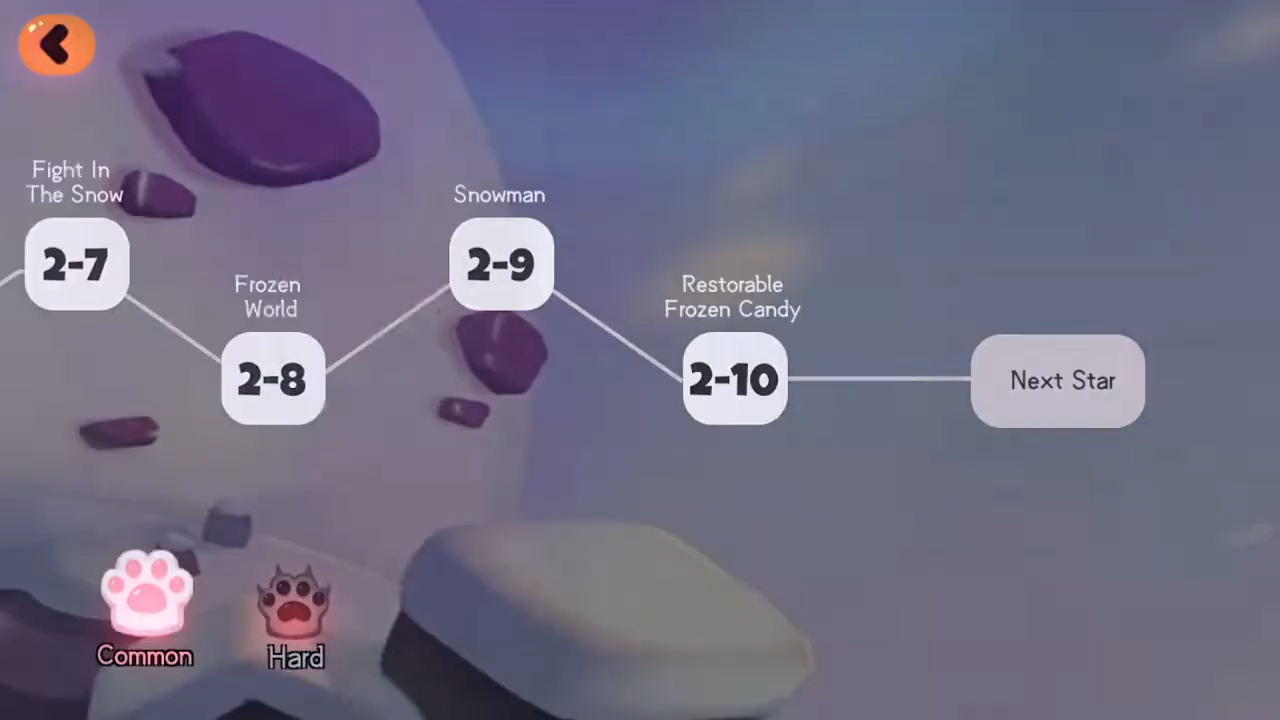 Fight In
The Snow
2-7
Frozen
World
2-8
Snowman
2-9
Restorable
Frozen Candy
2-10
Next Star
Common
Hard